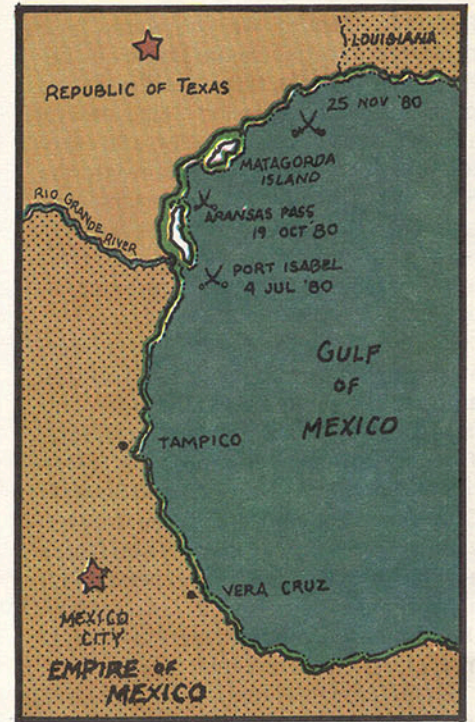 LOUISIANA
REPUBLIC OF TEXAS
25 NOV '80
MATAGORDA
ISLAND
RIO GRANDE RIVER
ARANSAS PASS
19 OCT '80
PORT ISABEL
4 JUL '80
GULF
OF
MEXICO
TAMPICO
VERA CRUZ
MEXICO
CITY
EMPIRE OF
MEXICO